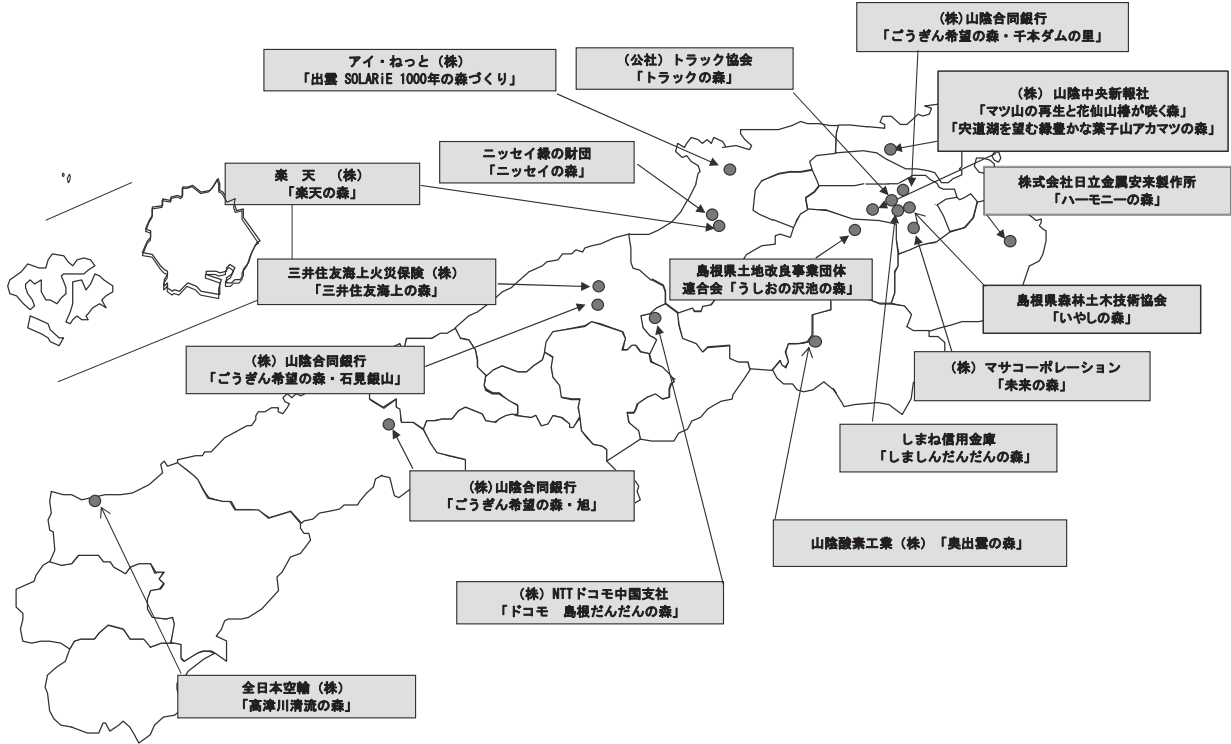 (株)山陰合同銀行
「ごうぎん希望の森・千本ダムの里」
アイ・ねっと（株）
「出雲 SOLARiE 1000年の森づくり」
（公社）トラック協会
「トラックの森」
（株） 山陰中央新報社
「マツ山の再生と花仙山椿が咲く森」
「宍道湖を望む緑豊かな葉子山アカマツの森」
ニッセイ緑の財団
「ニッセイの森」
楽　天　（株）
「楽天の森」
株式会社日立金属安来製作所
「ハーモニーの森」
三井住友海上火災保険（株）
「三井住友海上の森」
島根県土地改良事業団体
連合会「うしおの沢池の森」
島根県森林土木技術協会
「いやしの森」
（株）山陰合同銀行
「ごうぎん希望の森・石見銀山」
（株）マサコーポレーション
「未来の森」
しまね信用金庫
「しましんだんだんの森」
(株)山陰合同銀行
「ごうぎん希望の森・旭」
山陰酸素工業（株）「奥出雲の森」
（株）NTTドコモ中国支社
「ドコモ　島根だんだんの森」
全日本空輸（株）
「高津川清流の森」